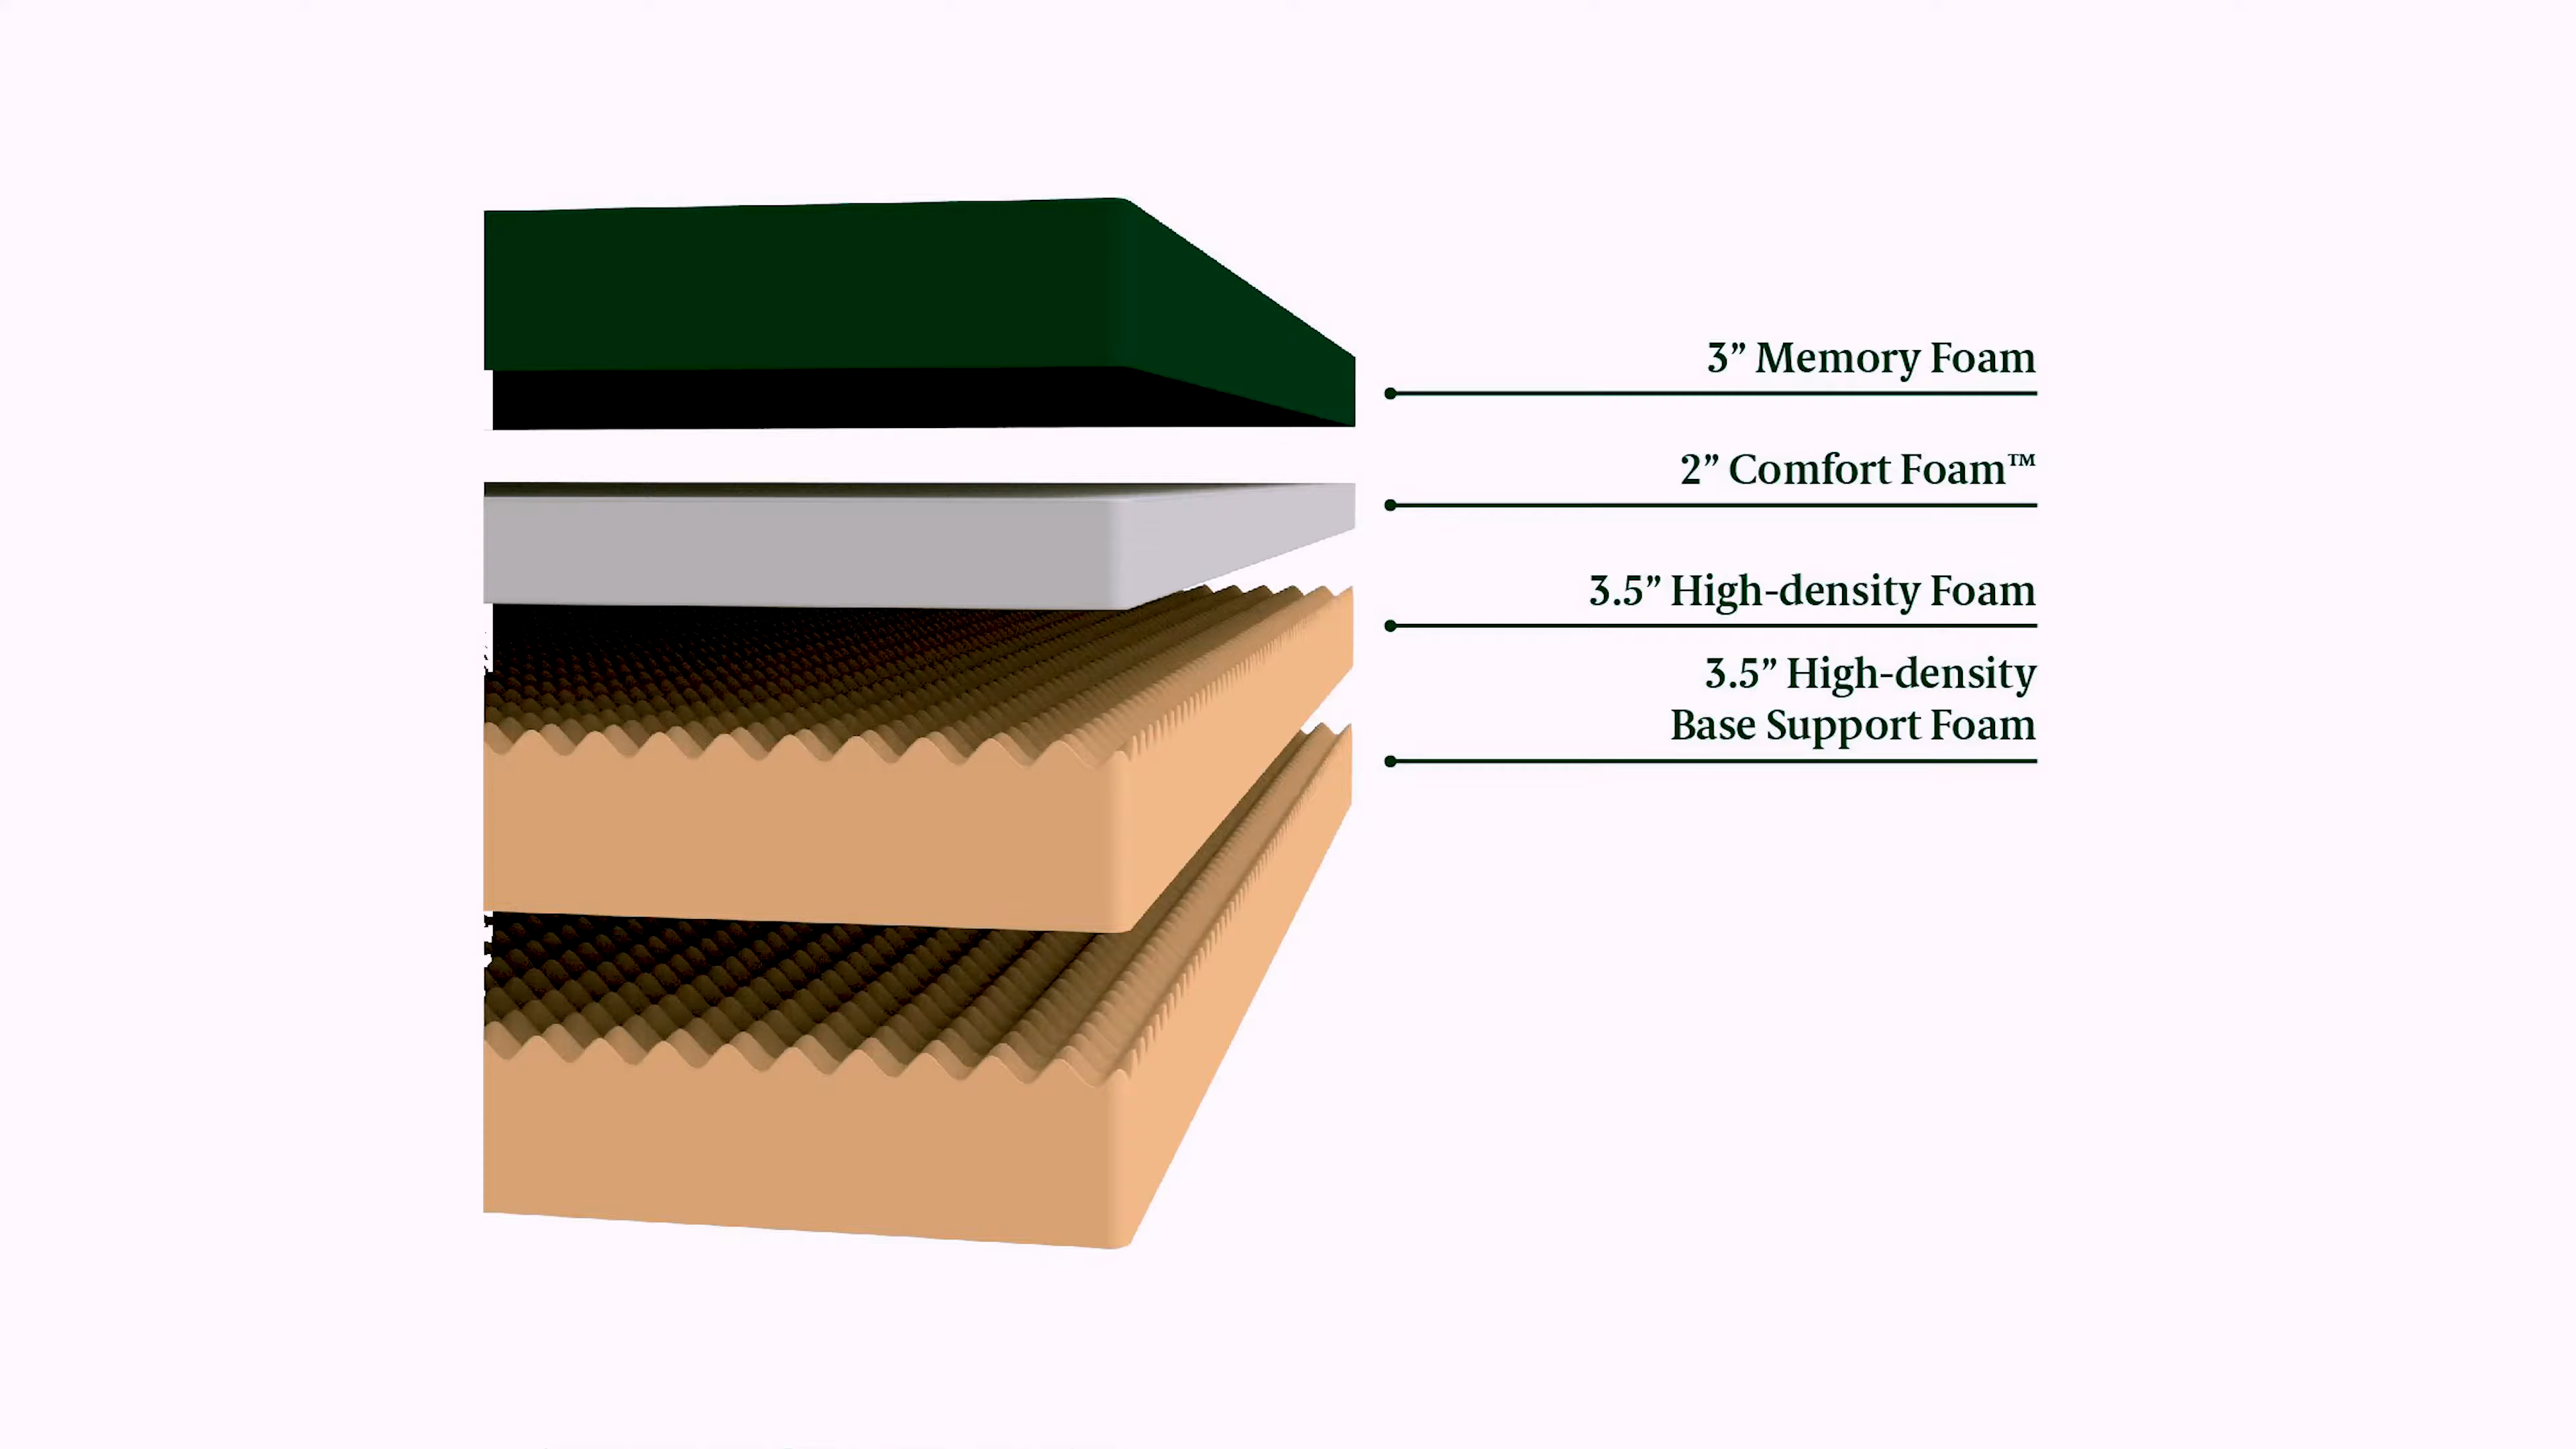 3” Memory Foam
2” Comfort Foam™
3.5” High-density Foam
3.5” High-density
Base Support Foam